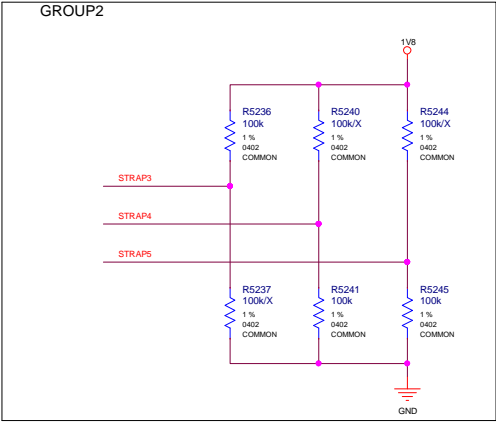 GROUP2
1V8
R5236
100k
1 %
0402
COMMON
R5240
100k/X
1 %
0402
COMMON
R5244
100k/X
1 %
0402
COMMON
STRAP3
STRAP4
STRAP5
R5237
100k/X
1 %
0402
COMMON
R5241
100k
1 %
0402
COMMON
R5245
100k
1 %
0402
COMMON
GND